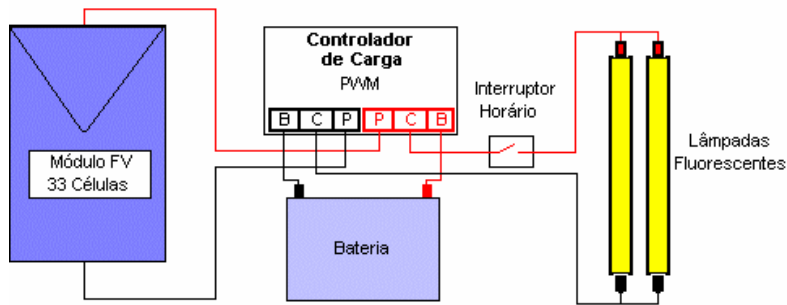 Controlador
de Carga
PWM
B C P P C B
Interruptor
Horário
Módulo FV
33 Células
Lâmpadas
Fluorescentes
Bateria